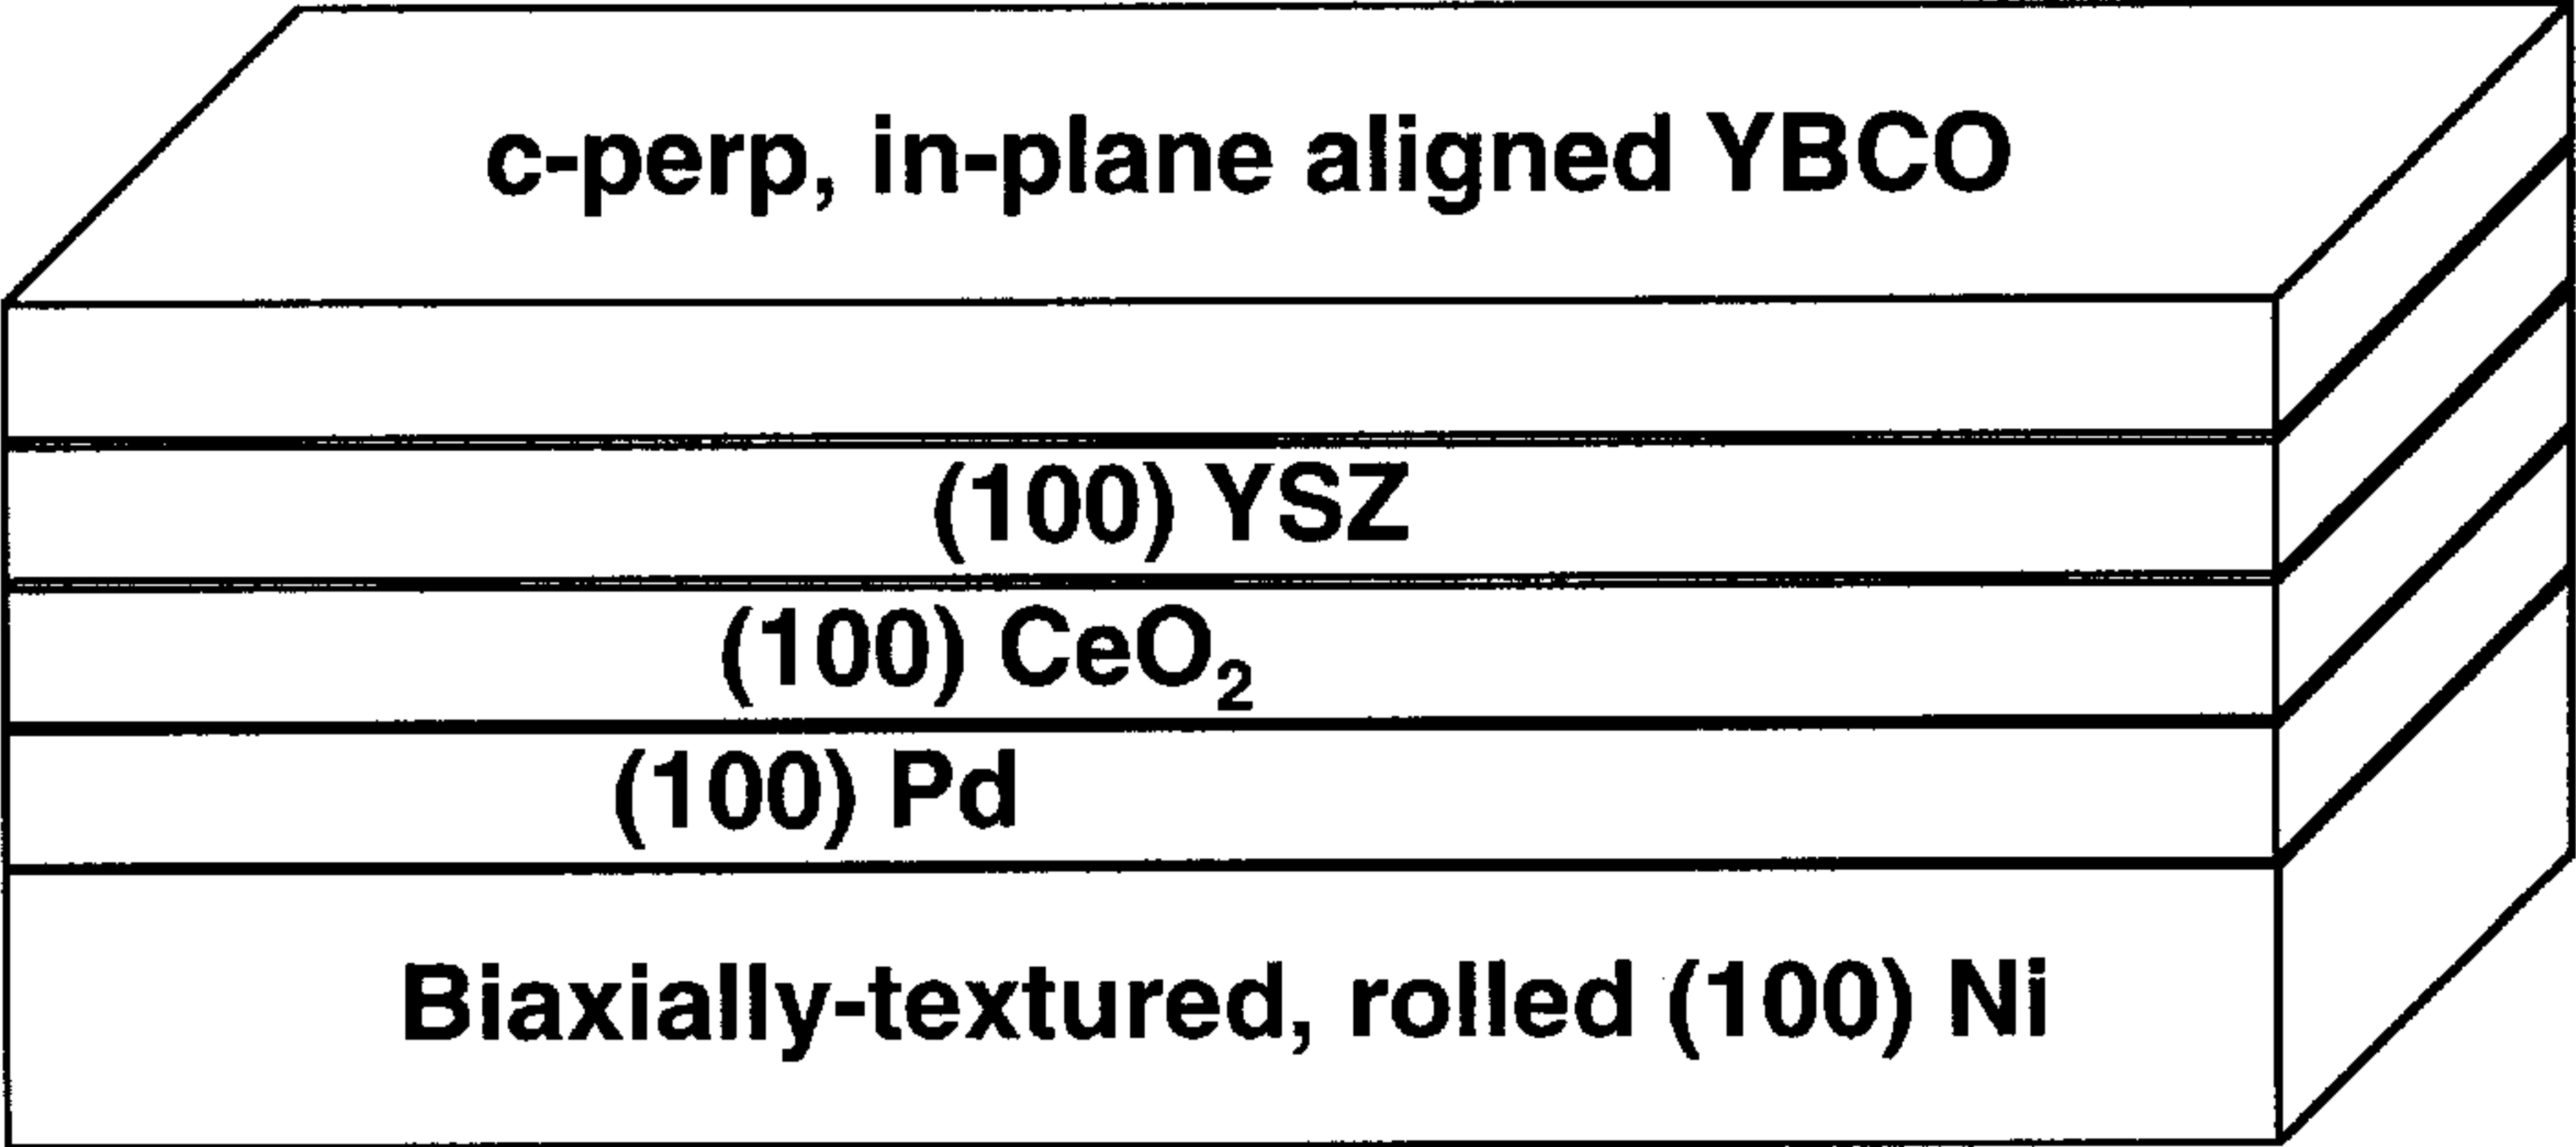 c-perp, in-plane aligned YBCO
(100) YSZ
(100) CeO₂
(100) Pd
Biaxially-textured, rolled (100) Ni